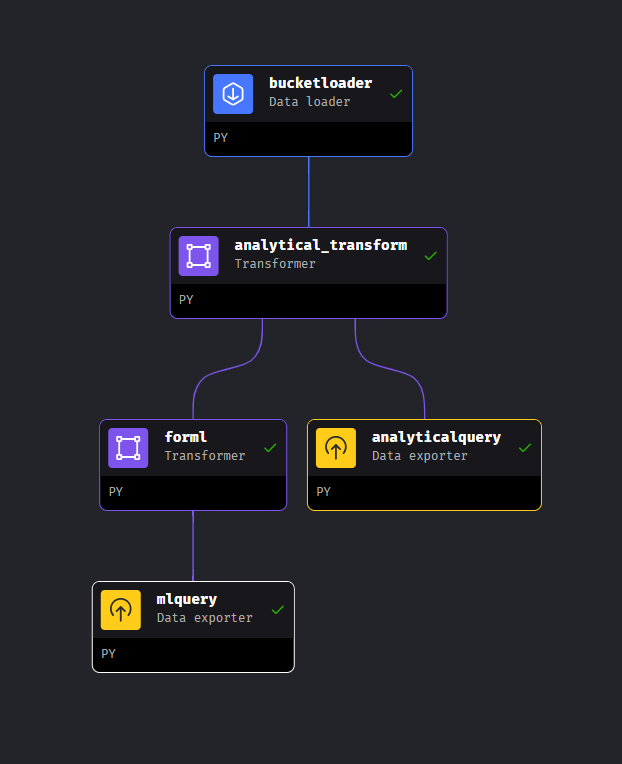 bucketloader
Data loader
PY
analytical_transform
Transformer
PY
forml
Transformer
PY
analyticalquery
Data exporter
PY
mlquery
Data exporter
PY